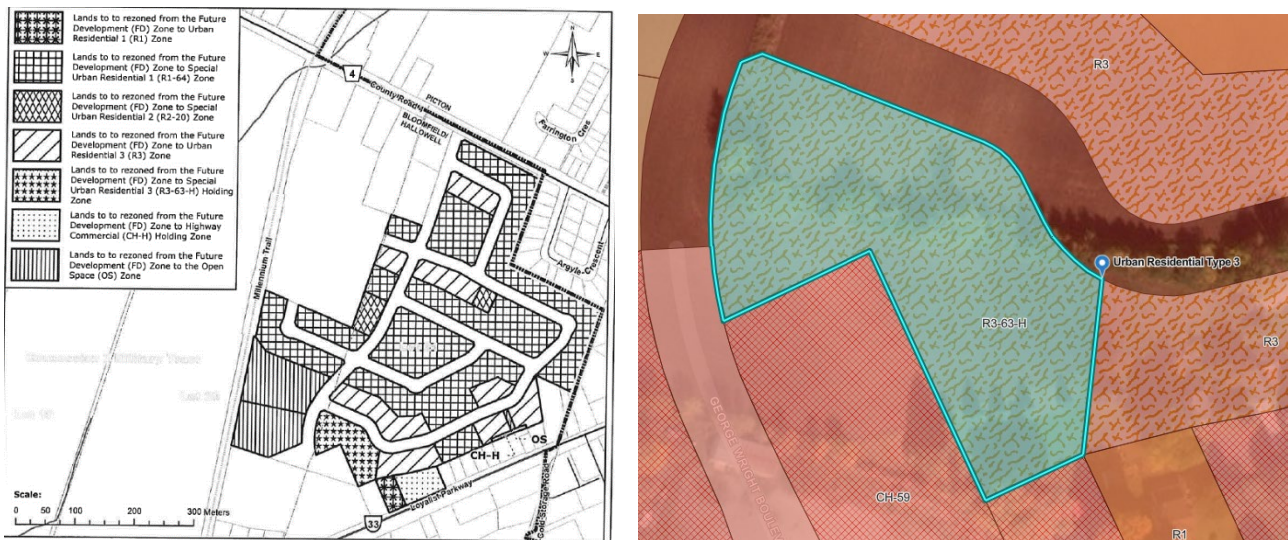 Lands to to rezoned from the Future
Development (FD) Zone to Urban
Residential 1 (R1) Zone
Lands to to rezoned from the Future
Development (FD) Zone to Special
Urban Residential 1 (R1-64) Zone
Lands to to rezoned from the Future
Development (FD) Zone to Special
Urban Residential 2 (R2-20) Zone
Lands to to rezoned from the Future
Development (FD) Zone to Urban
Residential 3 (R3) Zone
Lands to to rezoned from the Future
Development (FD) Zone to Special
Urban Residential 3 (R3-63-H) Holding
Zone
Lands to to rezoned from the Future
Development (FD) Zone to Highway
Commercial (CH-H) Holding Zone
Lands to to rezoned from the Future
Development (FD) Zone to the Open
Space (OS) Zone
N
W E
S
4
County Road 4
PICTON
BLOOMFIELD/
HALLOWELL
Farrington Cres
Argyle Crescent
Millennium Trail
OS
CH-H
Loyalist Parkway
33
Cold Storage Road
Scale:
0 50 100 200 300 Meters
R3
Urban Residential Type 3
R3-63-H
R3
CH-59
R1